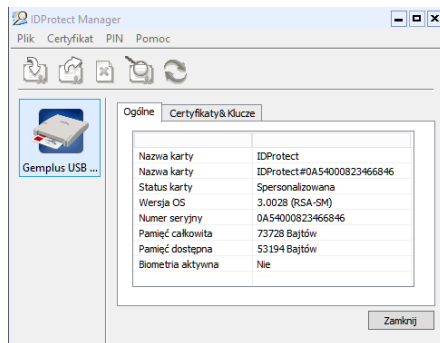 IDProtect Manager
Plik Certyfikat PIN Pomoc
Gemplus USB ...
Ogólne Certyfikaty& Klucze
Nazwa karty IDProtect
Nazwa karty IDProtect#0A54000823466846
Status karty Spersonalizowana
Wersja OS 3.0028 (RSA-SM)
Numer seryjny 0A54000823466846
Pamięć całkowita 73728 Bajtów
Pamięć dostępna 53194 Bajtów
Biometria aktywna Nie
Zamknij